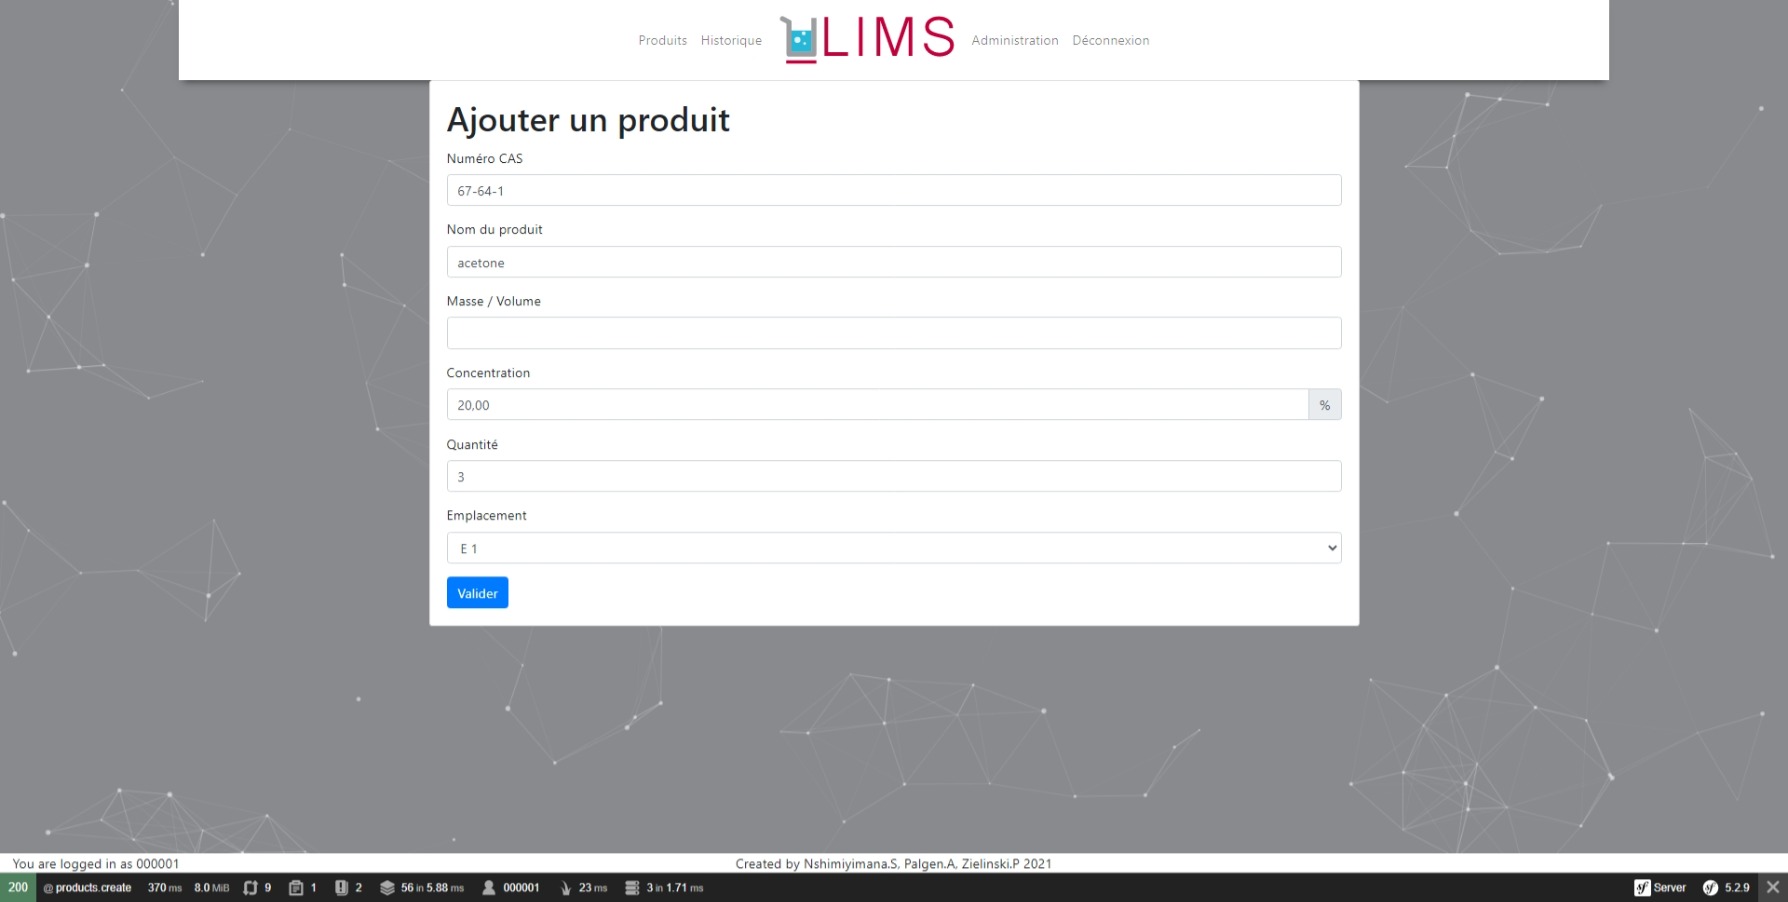 Produits Historique LIMS Administration Déconnexion
Ajouter un produit
Numéro CAS
67-64-1
Nom du produit
acetone
Masse / Volume
Concentration
20,00 %
Quantité
3
Emplacement
E 1
Valider
You are logged in as 000001 Created by Nshimiyimana.S, Palgen.A, Zielinski.P 2021
200 @ products.create 370 ms 8.0 MiB 9 1 2 56 in 5.88 ms 000001 23 ms 3 in 1.71 ms sf Server sf 5.2.9